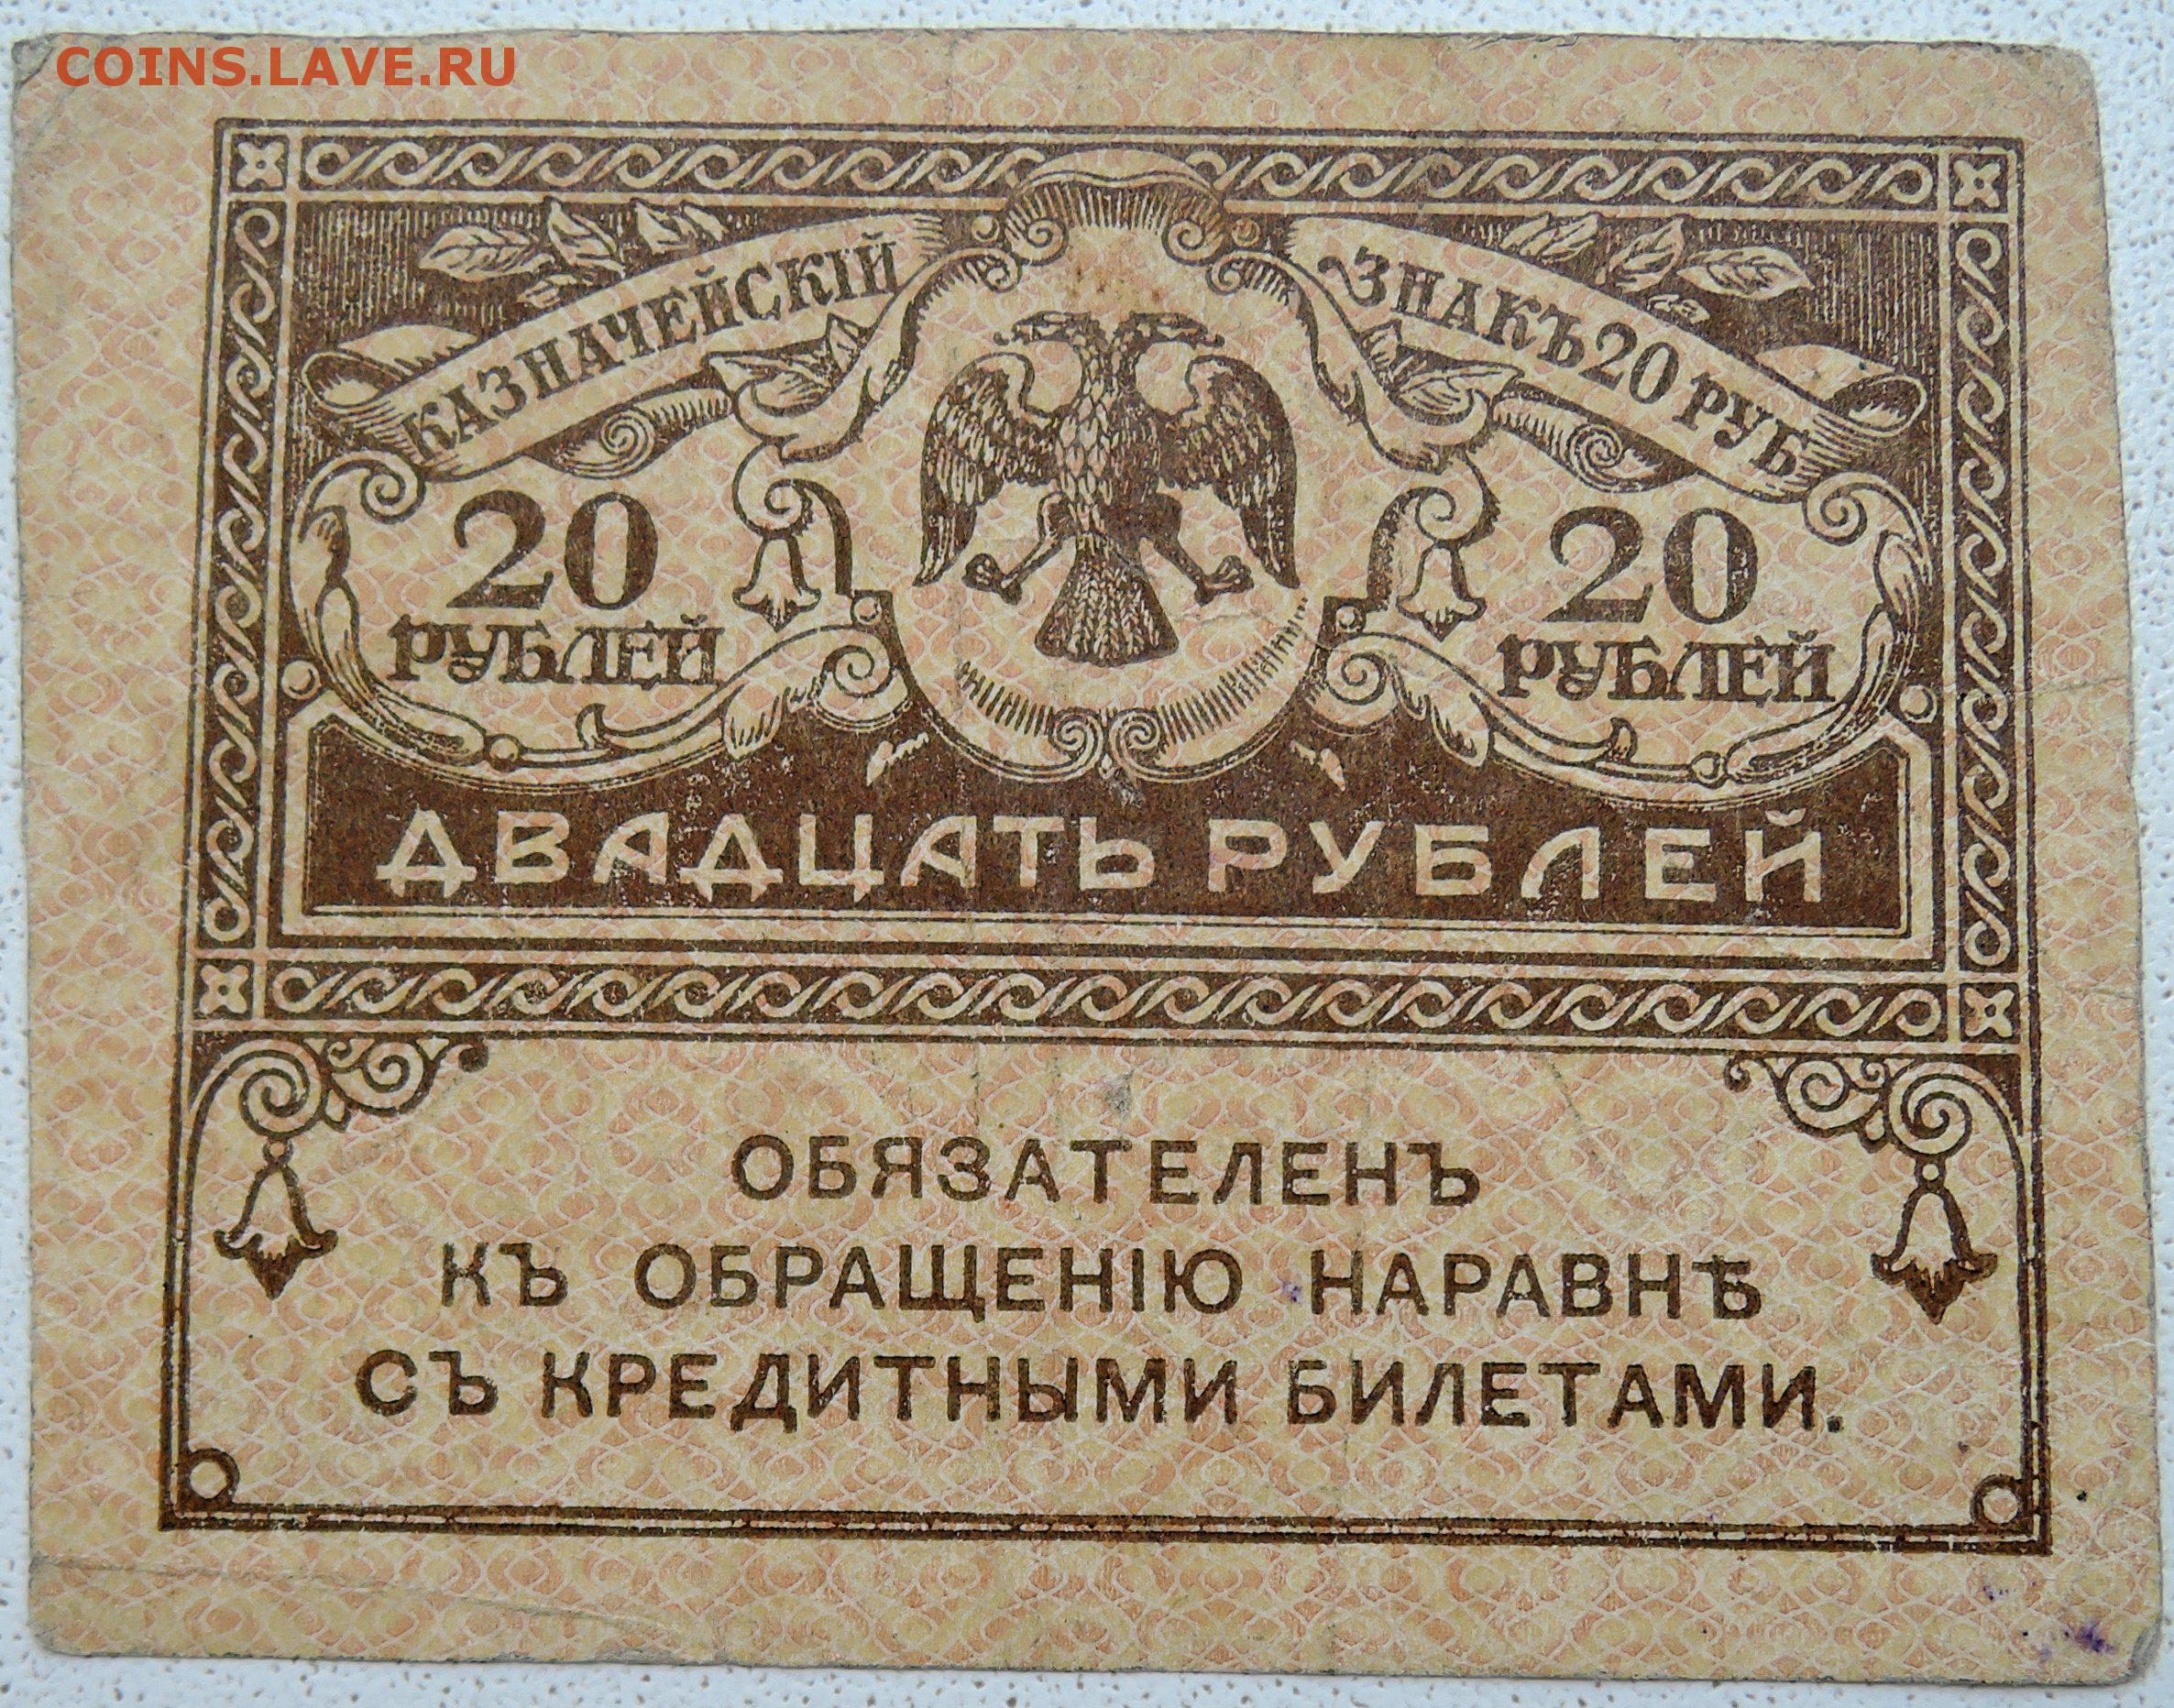 COINS.LAVE.RU
КАЗНАЧЕЙСКІЙ ЗНАКЪ 20 РУБ
20 20
РУБЛЕЙ РУБЛЕЙ
ДВАДЦАТЬ РУБЛЕЙ
ОБЯЗАТЕЛЕНЪ
КЪ ОБРАЩЕНІЮ НАРАВНѢ
СЪ КРЕДИТНЫМИ БИЛЕТАМИ.